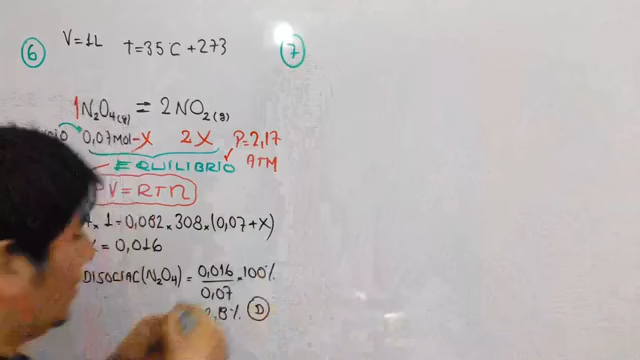 6
V=1L T=35°C+273
1N₂O₄(g) ⇌ 2NO₂(g)
0,07mol-X 2X P=2,17
EQUILIBRIO ATM
V=RTn
× 1=0,082×308×(0,07+X)
=0,016
DISOCIAC(N₂O₄) = 0,016 × 100%
0,07
D
7